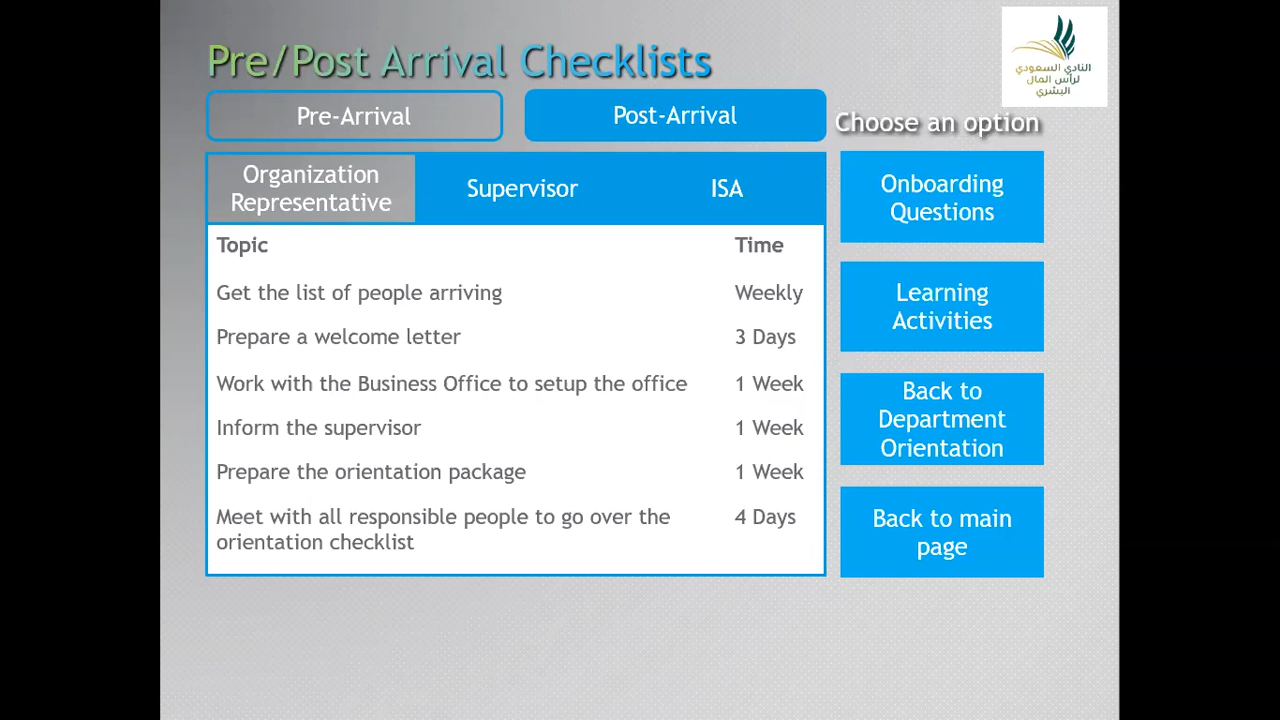 Pre/Post Arrival Checklists
النادي السعودي
لرأس المال
البشري
Pre-Arrival
Post-Arrival
Choose an option
Organization
Representative
Supervisor
ISA
Topic Time
Get the list of people arriving Weekly
Prepare a welcome letter 3 Days
Work with the Business Office to setup the office 1 Week
Inform the supervisor 1 Week
Prepare the orientation package 1 Week
Meet with all responsible people to go over the 4 Days
orientation checklist
Onboarding
Questions
Learning
Activities
Back to
Department
Orientation
Back to main
page